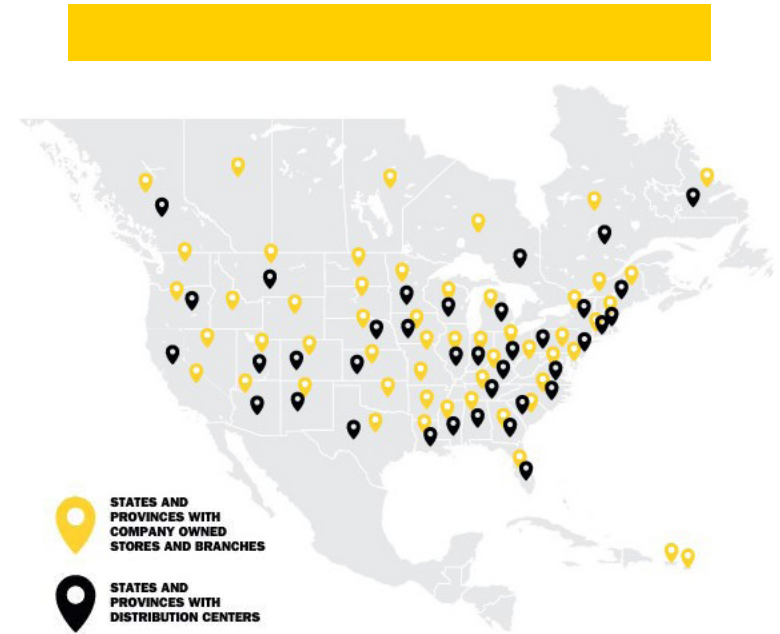 STATES AND
PROVINCES WITH
COMPANY OWNED
STORES AND BRANCHES
STATES AND
PROVINCES WITH
DISTRIBUTION CENTERS